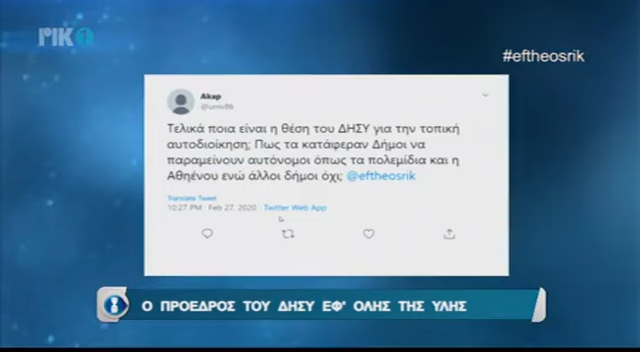 ΡΙΚ 1
#eftheosrik
Akap
Τελικά ποια είναι η θέση του ΔΗΣΥ για την τοπική
αυτοδιοίκηση; Πως τα κατάφεραν Δήμοι να
παραμείνουν αυτόνομοι όπως τα πολεμίδια και η
Αθηένου ενώ άλλοι δήμοι όχι; @eftheosrik
Translate Tweet
10:27 PM · Feb 27, 2020 · Twitter Web App
Ο ΠΡΟΕΔΡΟΣ ΤΟΥ ΔΗΣΥ ΕΦ' ΟΛΗΣ ΤΗΣ ΥΛΗΣ